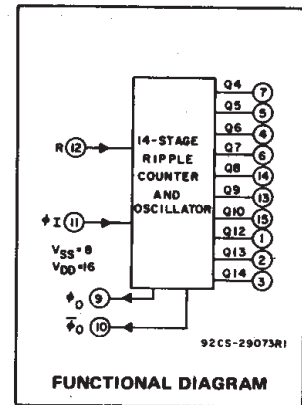 Q4 7
Q5 5
Q6 4
Q7 6
Q8 14
Q9 13
Q10 15
Q12 1
Q13 2
Q14 3
R 12
14-STAGE
RIPPLE
COUNTER
AND
OSCILLATOR
ϕI 11
VSS=8
VDD=16
ϕO 9
ϕ̅O 10
92CS-29073R1
FUNCTIONAL DIAGRAM